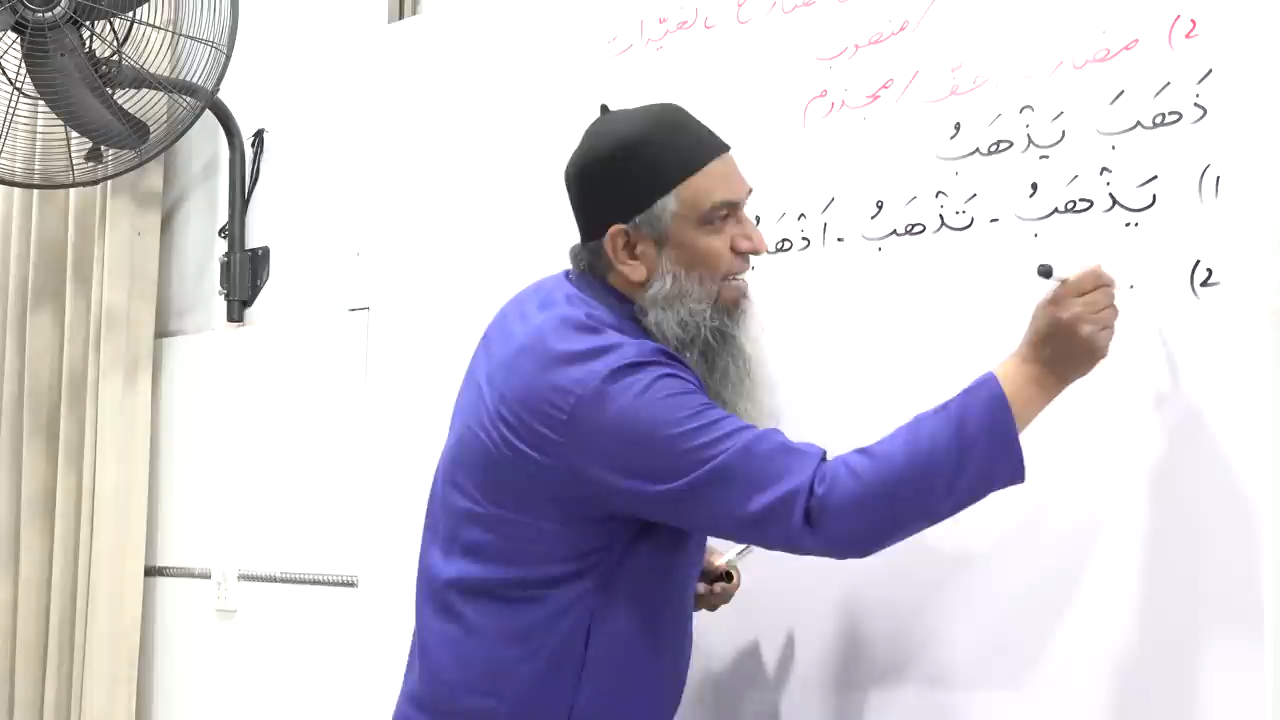 منصوب /
2) مضارع / مجزوم
ذَهَبَ يَذْهَبُ
1) يَذْهَبُ - تَذْهَبُ - اَذْهَبُ
2)